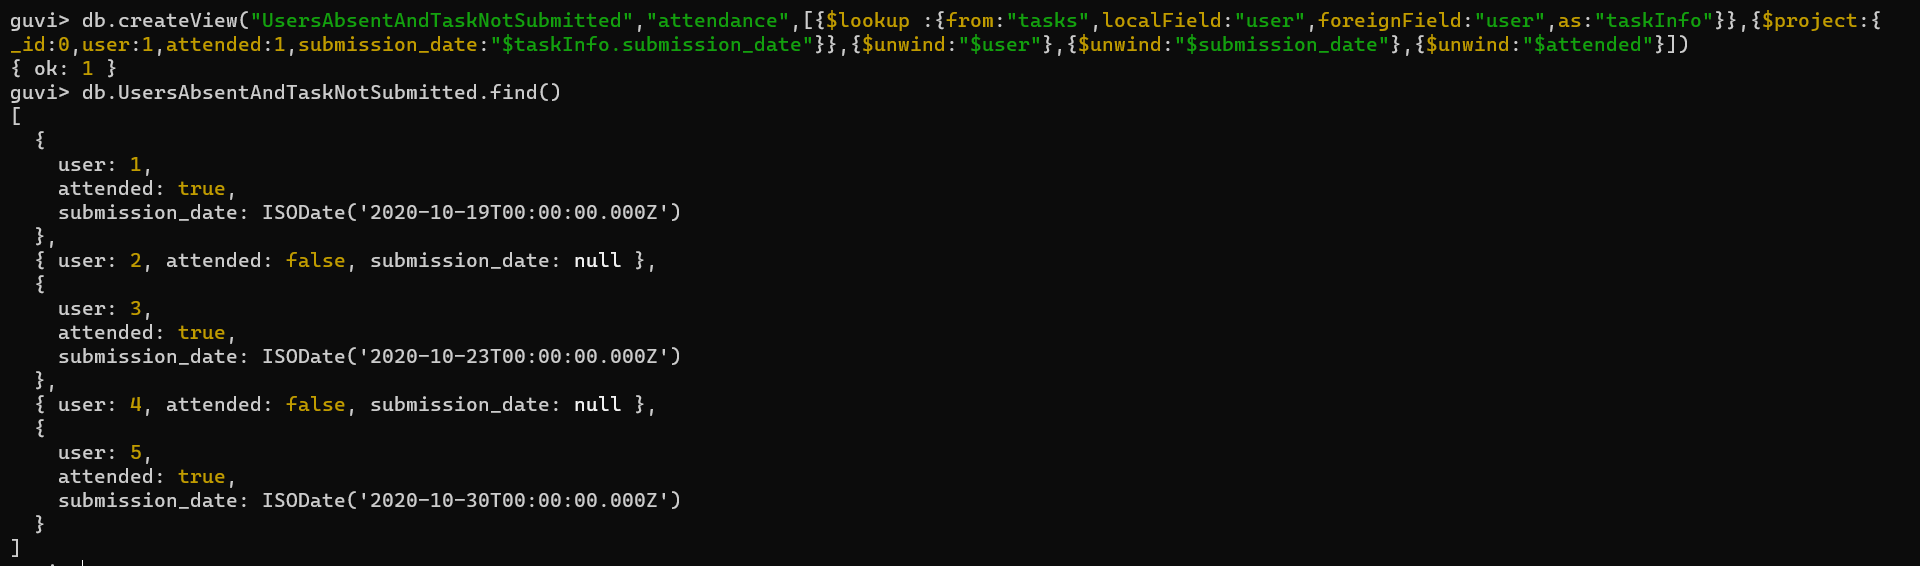 guvi> db.createView("UsersAbsentAndTaskNotSubmitted","attendance",[{$lookup :{from:"tasks",localField:"user",foreignField:"user",as:"taskInfo"}},{$project:{
_id:0,user:1,attended:1,submission_date:"$taskInfo.submission_date"}},{$unwind:"$user"},{$unwind:"$submission_date"},{$unwind:"$attended"}])
{ ok: 1 }
guvi> db.UsersAbsentAndTaskNotSubmitted.find()
[
  {
    user: 1,
    attended: true,
    submission_date: ISODate('2020-10-19T00:00:00.000Z')
  },
  { user: 2, attended: false, submission_date: null },
  {
    user: 3,
    attended: true,
    submission_date: ISODate('2020-10-23T00:00:00.000Z')
  },
  { user: 4, attended: false, submission_date: null },
  {
    user: 5,
    attended: true,
    submission_date: ISODate('2020-10-30T00:00:00.000Z')
  }
]